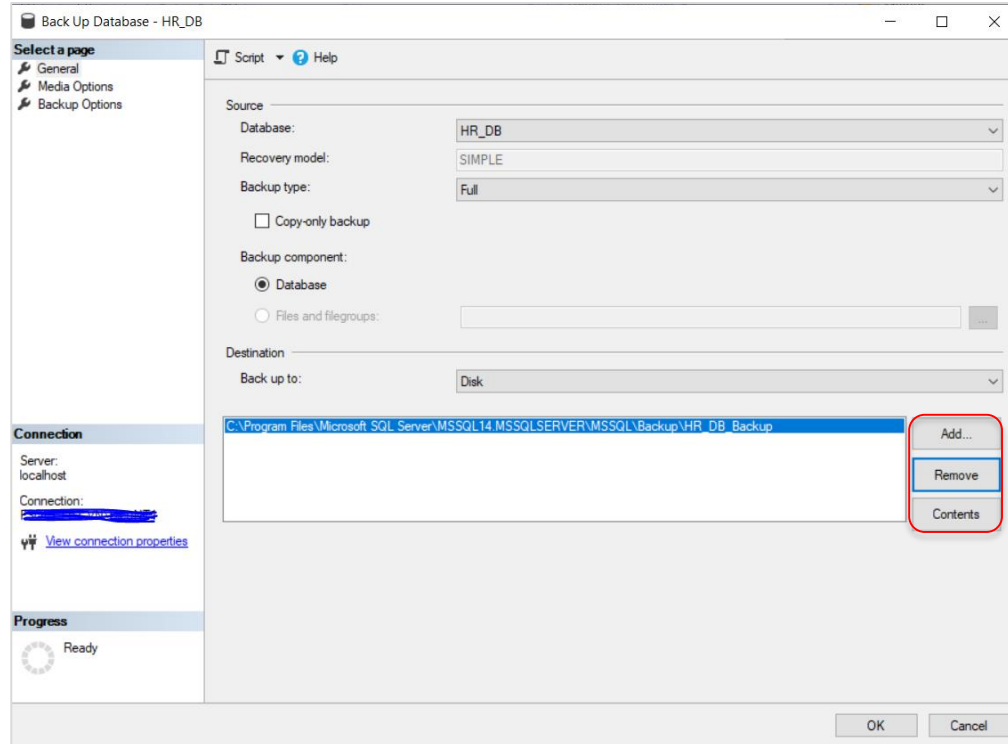 Back Up Database - HR_DB
Select a page
General
Media Options
Backup Options
Script
Help
Source
Database:
HR_DB
Recovery model:
SIMPLE
Backup type:
Full
Copy-only backup
Backup component:
Database
Files and filegroups:
...
Destination
Back up to:
Disk
C:\Program Files\Microsoft SQL Server\MSSQL14.MSSQLSERVER\MSSQL\Backup\HR_DB_Backup
Add...
Remove
Contents
Connection
Server:
localhost
Connection:
View connection properties
Progress
Ready
OK
Cancel